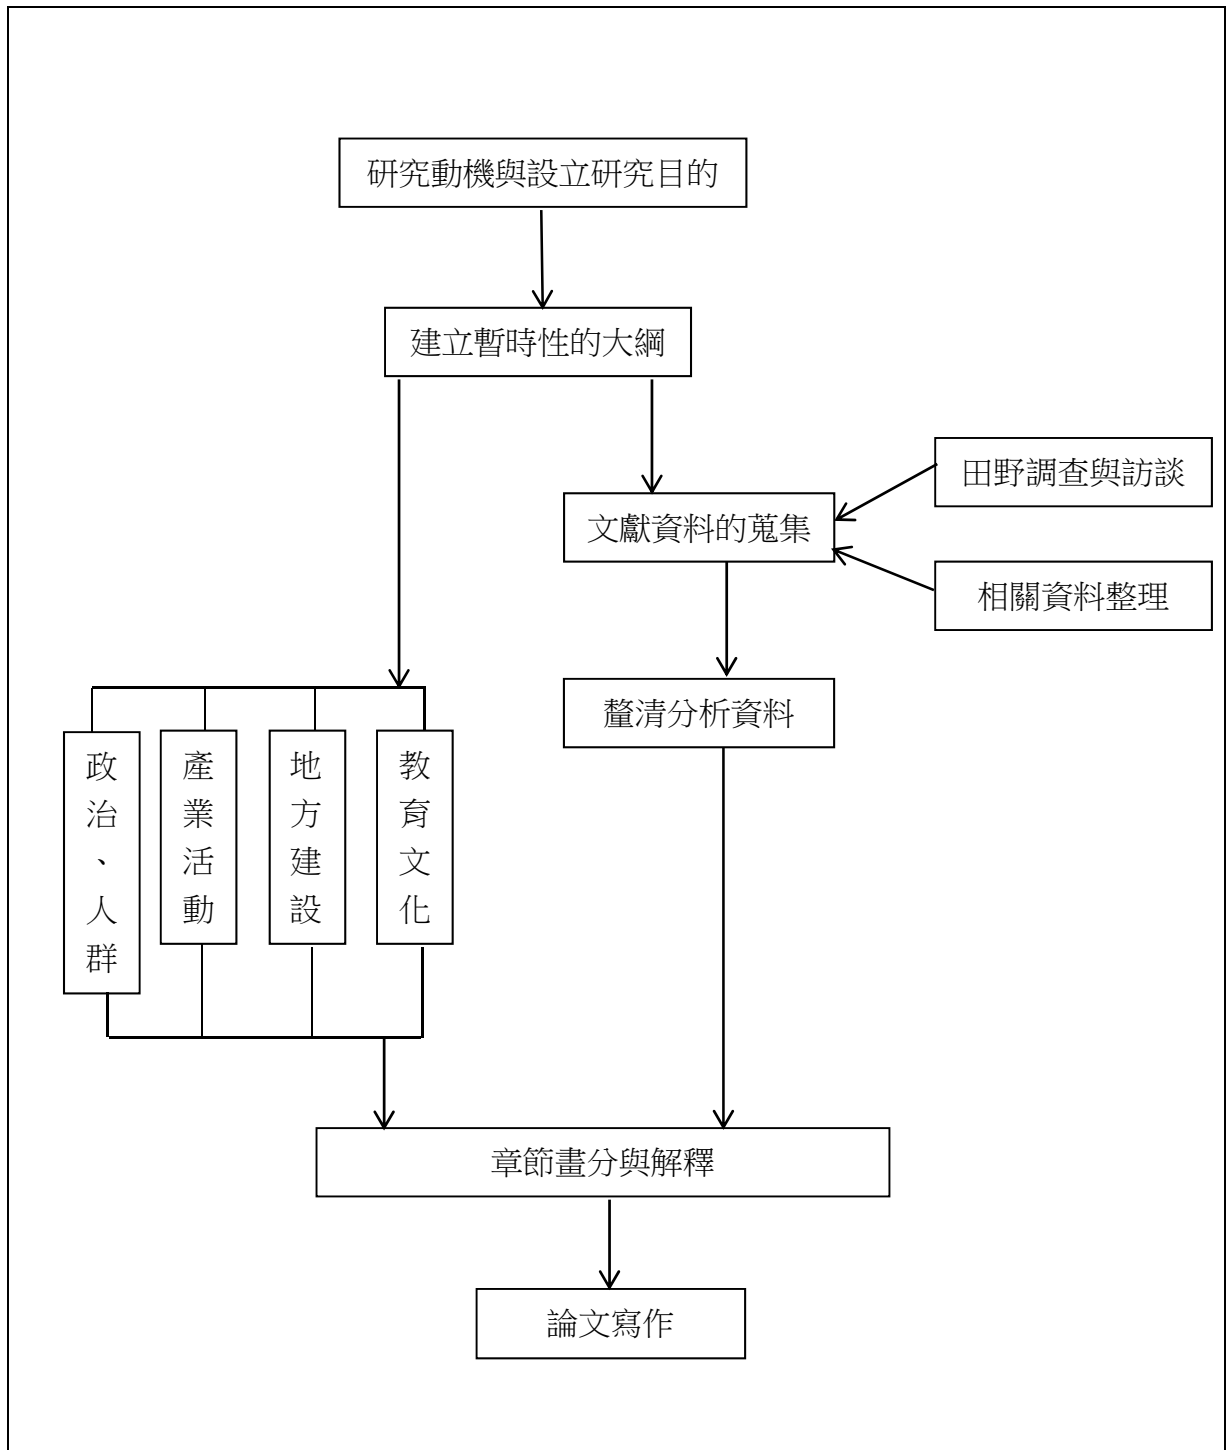 研究動機與設立研究目的
建立暫時性的大綱
田野調查與訪談
文獻資料的蒐集
相關資料整理
釐清分析資料
政治、人群
產業活動
地方建設
教育文化
章節畫分與解釋
論文寫作